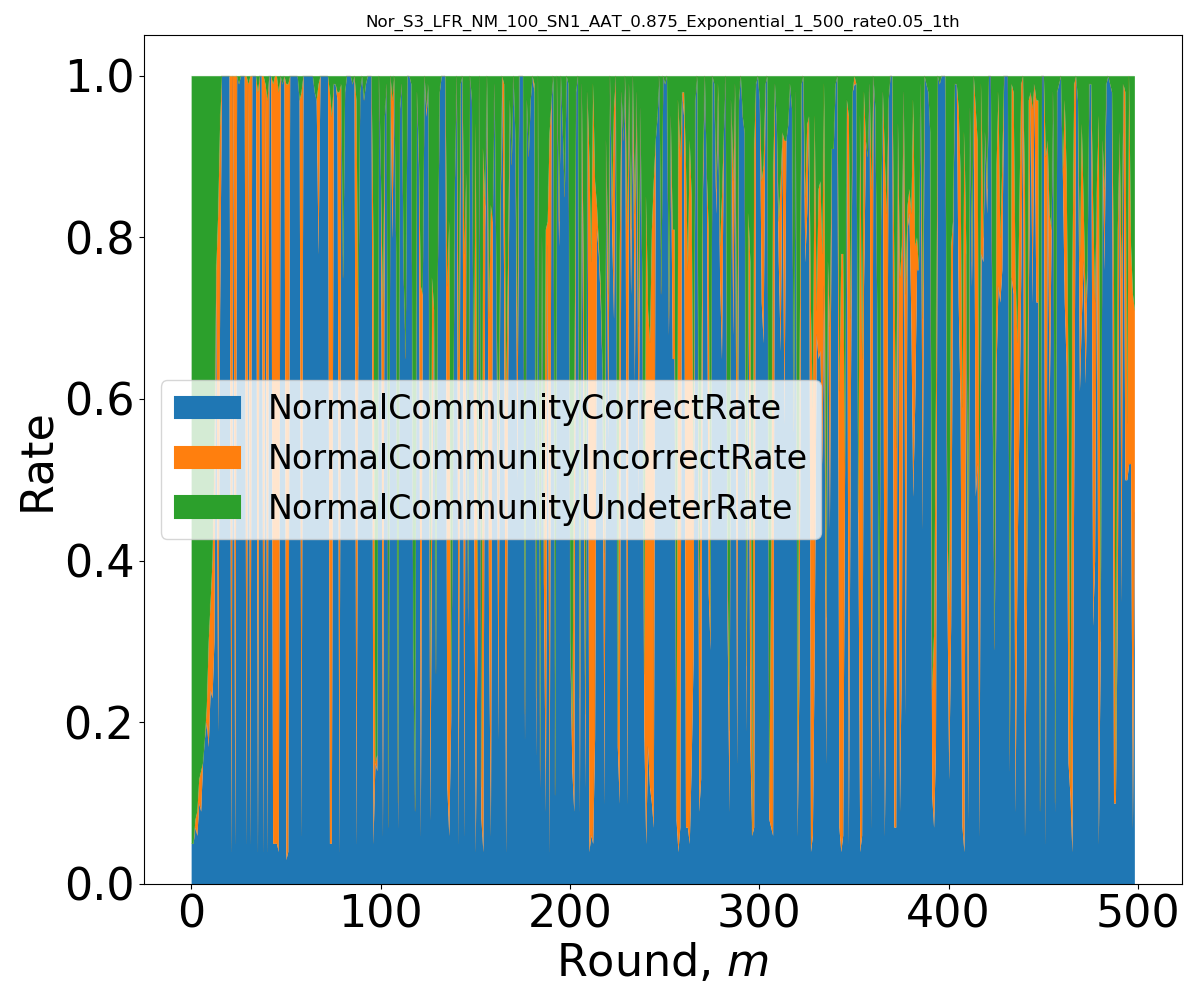 Nor_S3_LFR_NM_100_SN1_AAT_0.875_Exponential_1_500_rate0.05_1th
1.0
0.8
0.6
0.4
0.2
0.0
Rate
NormalCommunityCorrectRate
NormalCommunityIncorrectRate
NormalCommunityUndeterRate
0 100 200 300 400 500
Round, m